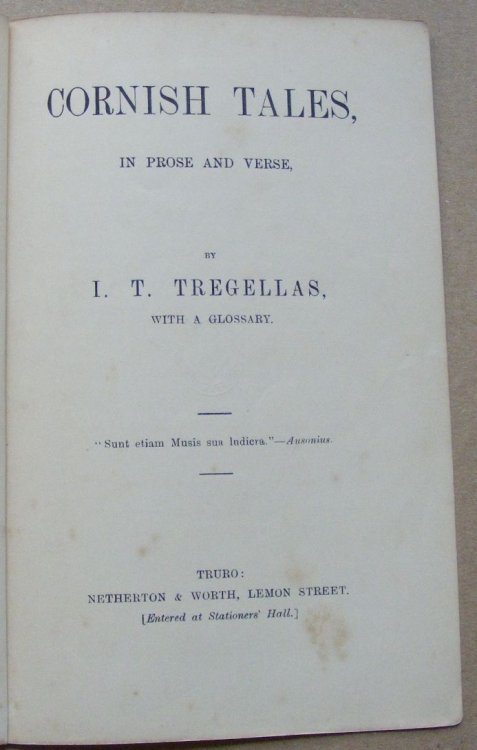 CORNISH TALES,
IN PROSE AND VERSE,
BY
I. T. TREGELLAS,
WITH A GLOSSARY.
"Sunt etiam Musis sua ludicra."—Ausonius.
TRURO:
NETHERTON & WORTH, LEMON STREET.
[Entered at Stationers' Hall.]